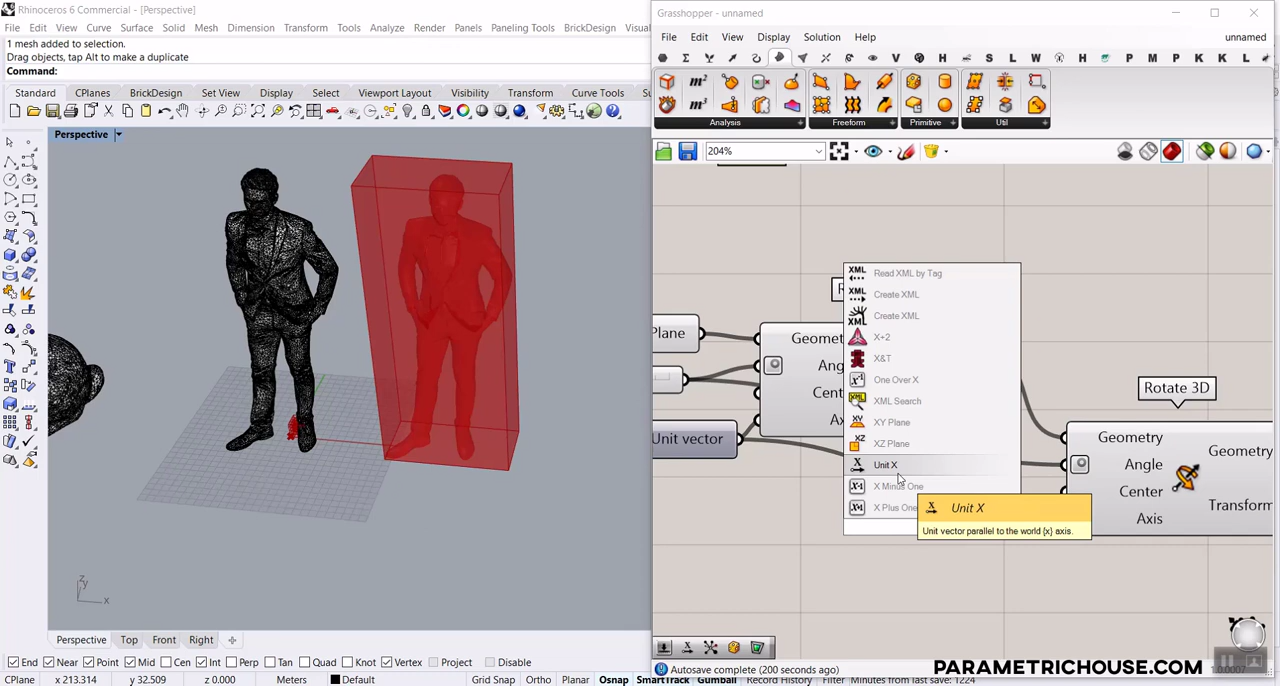 Rhinoceros 6 Commercial - [Perspective]
File Edit View Curve Surface Solid Mesh Dimension Transform Tools Analyze Render Panels Paneling Tools BrickDesign
1 mesh added to selection.
Drag objects, tap Alt to make a duplicate
Command:
Standard CPlanes BrickDesign Set View Display Select Viewport Layout Visibility Transform Curve Tools
Perspective
z
y
x
Perspective Top Front Right
End Near Point Mid Cen Int Perp Tan Quad Knot Vertex Project Disable
CPlane x 213.314 y 32.509 z 0.000 Meters Default Grid Snap Ortho Planar Osnap SmartTrack Gumball Record History Filter Minutes from last save: 1224
Grasshopper - unnamed
File Edit View Display Solution Help unnamed
Σ V H S L W H P M P K K L
m²
m³
Analysis Freeform Primitive Util
204%
Read XML by Tag
Create XML
Create XML
X+2
X&T
One Over X
XML Search
XY Plane
XZ Plane
Unit X
X Minus One
X Plus One
Unit X
Unit vector parallel to the world {x} axis.
Plane
Unit vector
Rotate 3D
Geometry
Angle
Center
Axis
Geometry
Transform
Autosave complete (200 seconds ago)
1.0.0007
PARAMETRICHOUSE.COM